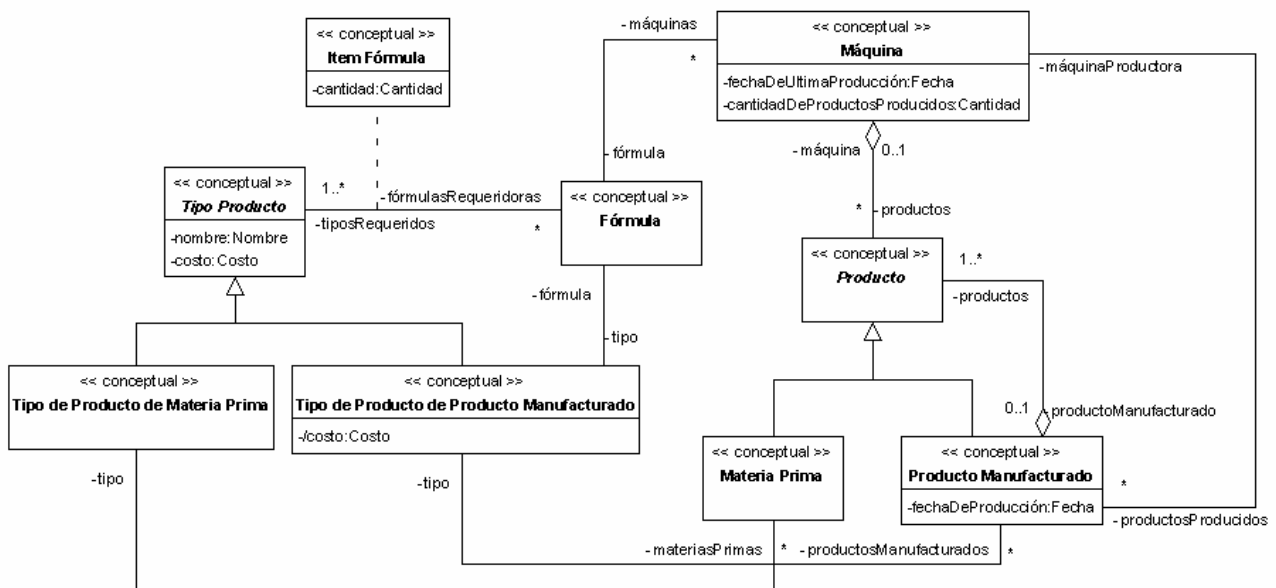 << conceptual >>
Item Fórmula
-cantidad:Cantidad
-máquinas
*
<< conceptual >>
Máquina
-fechaDeUltimaProducción:Fecha
-cantidadDeProductosProducidos:Cantidad
-máquinaProductora
-máquina
0..1
-fórmula
<< conceptual >>
Tipo Producto
-nombre:Nombre
-costo:Costo
1..*
-fórmulasRequeridoras
-tiposRequeridos
*
<< conceptual >>
Fórmula
*
-productos
<< conceptual >>
Producto
1..*
-productos
-fórmula
-tipo
<< conceptual >>
Tipo de Producto de Materia Prima
<< conceptual >>
Tipo de Producto de Producto Manufacturado
-/costo:Costo
0..1
-productoManufacturado
<< conceptual >>
Materia Prima
<< conceptual >>
Producto Manufacturado
-fechaDeProducción:Fecha
*
-productosProducidos
-tipo
-tipo
-materiasPrimas
*
-productosManufacturados
*